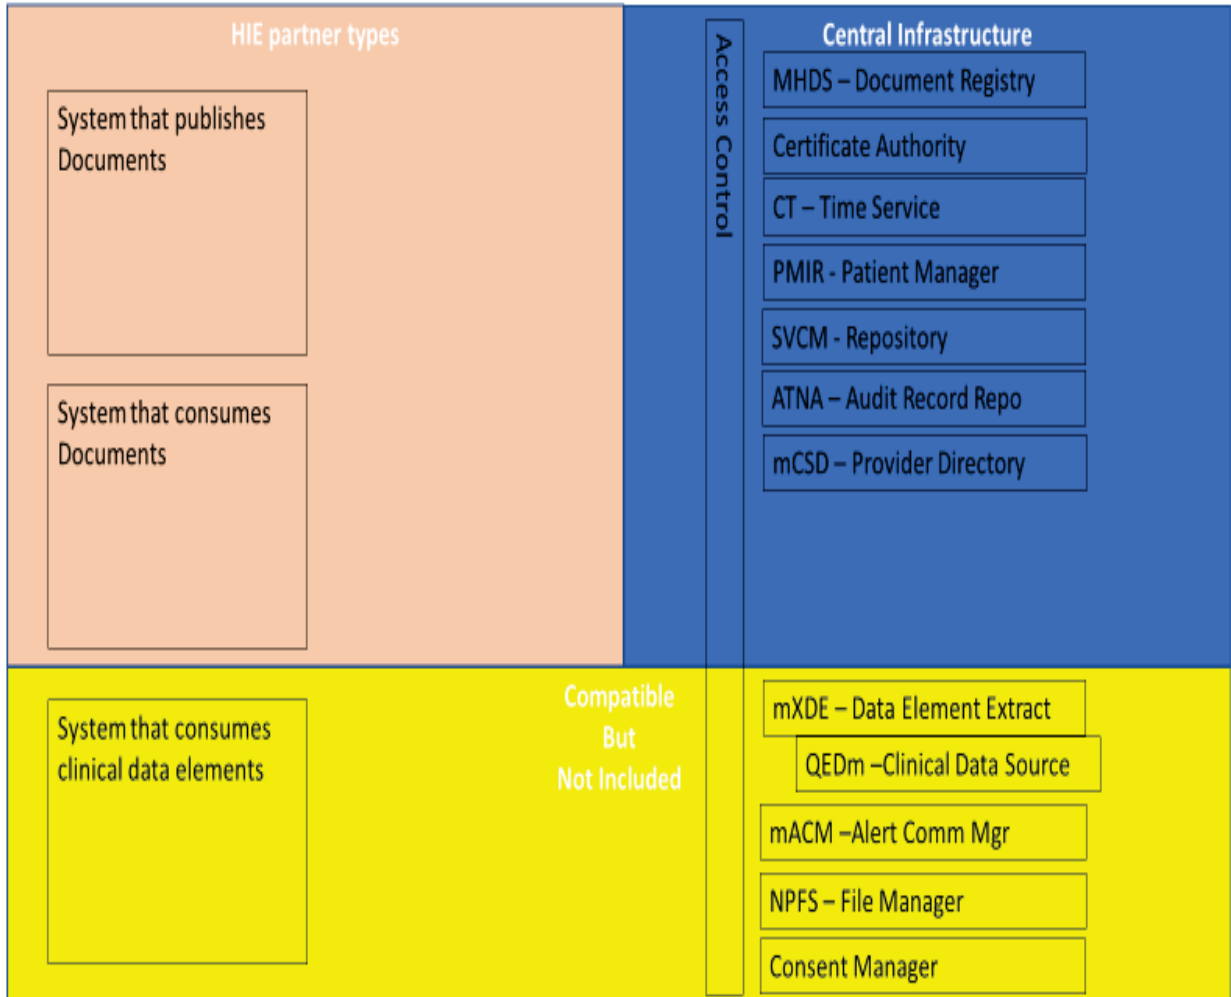 HIE partner types
System that publishes
Documents
System that consumes
Documents
Access Control
Central Infrastructure
MHDS – Document Registry
Certificate Authority
CT – Time Service
PMIR - Patient Manager
SVCM - Repository
ATNA – Audit Record Repo
mCSD – Provider Directory
System that consumes
clinical data elements
Compatible
But
Not Included
mXDE – Data Element Extract
QEDm –Clinical Data Source
mACM –Alert Comm Mgr
NPFS – File Manager
Consent Manager